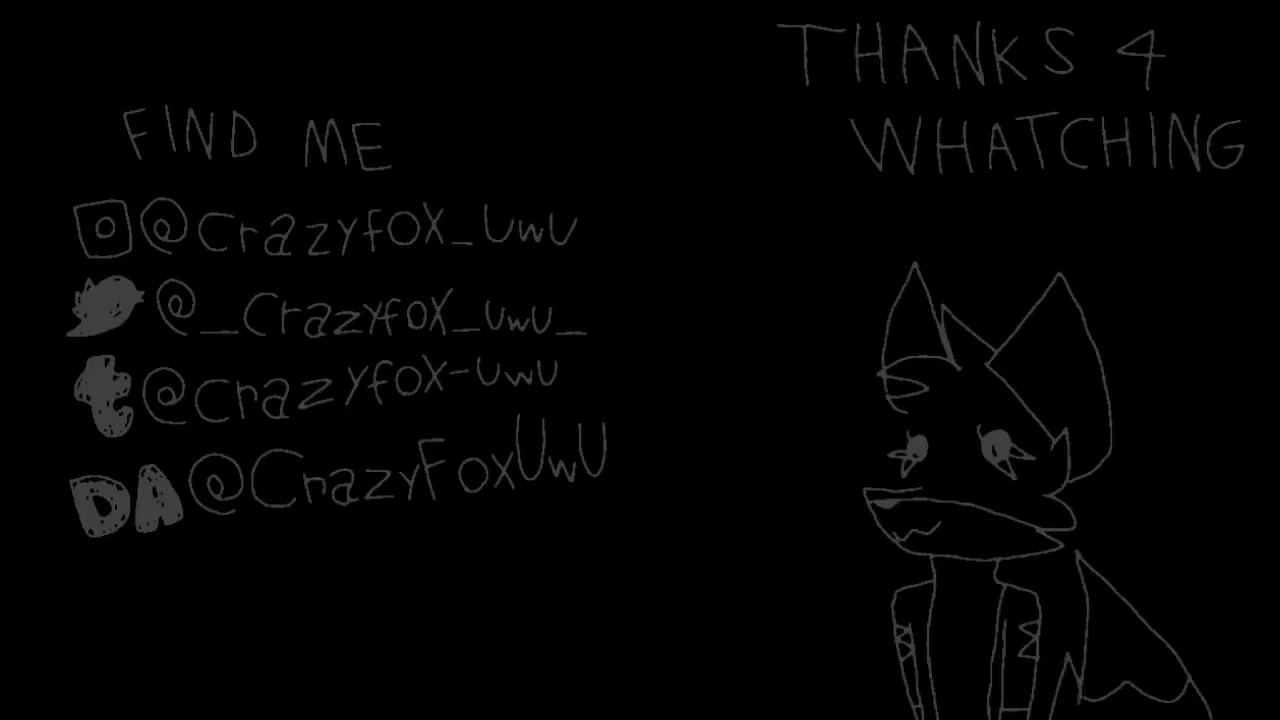 THANKS 4
WHATCHING
FIND ME
@crazyfox_uwu
@_crazyfox_uwu_
t @crazyfox-uwu
DA @CrazyFoxUwU